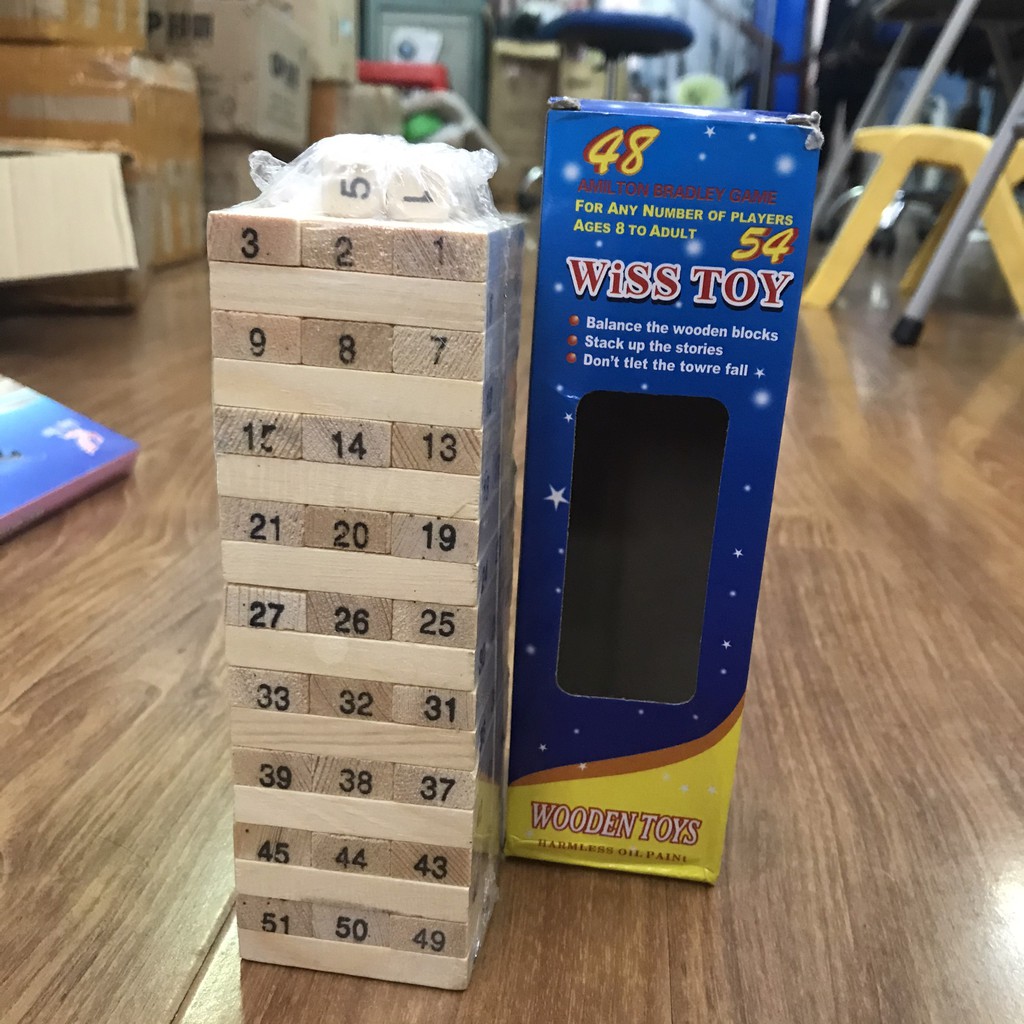 5 1
3 2 1
9 8 7
15 14 13
21 20 19
27 26 25
33 32 31
39 38 37
45 44 43
51 50 49
48
AMILTON BRADLEY GAME
FOR ANY NUMBER OF PLAYERS
AGES 8 TO ADULT
54
WiSS TOY
Balance the wooden blocks
Stack up the stories
Don't tlet the towre fall
WOODEN TOYS
HARMLESS OIL PAINt